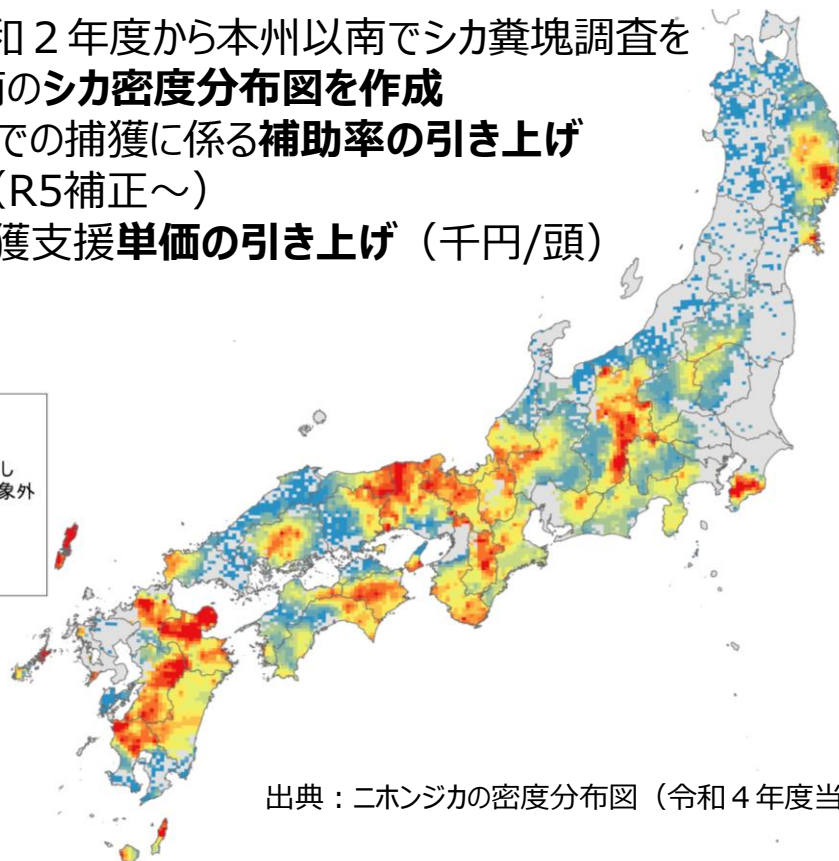 和２年度から本州以南でシカ糞塊調査を
のシカ密度分布図を作成
での捕獲に係る補助率の引き上げ
（R5補正～）
獲支援単価の引き上げ（千円/頭）
し
象外
出典：ニホンジカの密度分布図（令和４年度当